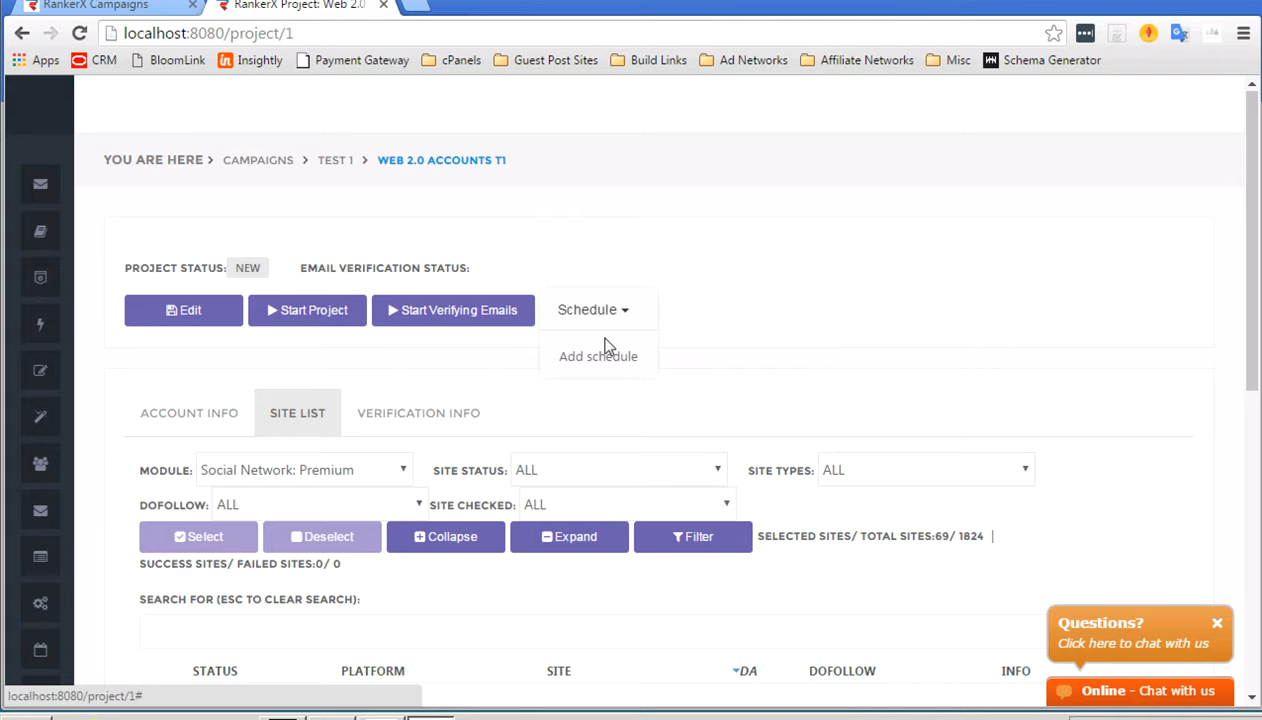 RankerX Campaigns
RankerX Project: Web 2.0
localhost:8080/project/1
Apps CRM BloomLink Insightly Payment Gateway cPanels Guest Post Sites Build Links Ad Networks Affiliate Networks Misc Schema Generator
YOU ARE HERE > CAMPAIGNS > TEST 1 > WEB 2.0 ACCOUNTS T1
PROJECT STATUS: NEW EMAIL VERIFICATION STATUS:
Edit Start Project Start Verifying Emails Schedule
Add schedule
ACCOUNT INFO SITE LIST VERIFICATION INFO
MODULE: Social Network: Premium SITE STATUS: ALL SITE TYPES: ALL
DOFOLLOW: ALL SITE CHECKED: ALL
Select Deselect Collapse Expand Filter SELECTED SITES/ TOTAL SITES:69/ 1824 |
SUCCESS SITES/ FAILED SITES:0/ 0
SEARCH FOR (ESC TO CLEAR SEARCH):
Questions?
Click here to chat with us
STATUS PLATFORM SITE DA DOFOLLOW INFO
Online - Chat with us
localhost:8080/project/1#